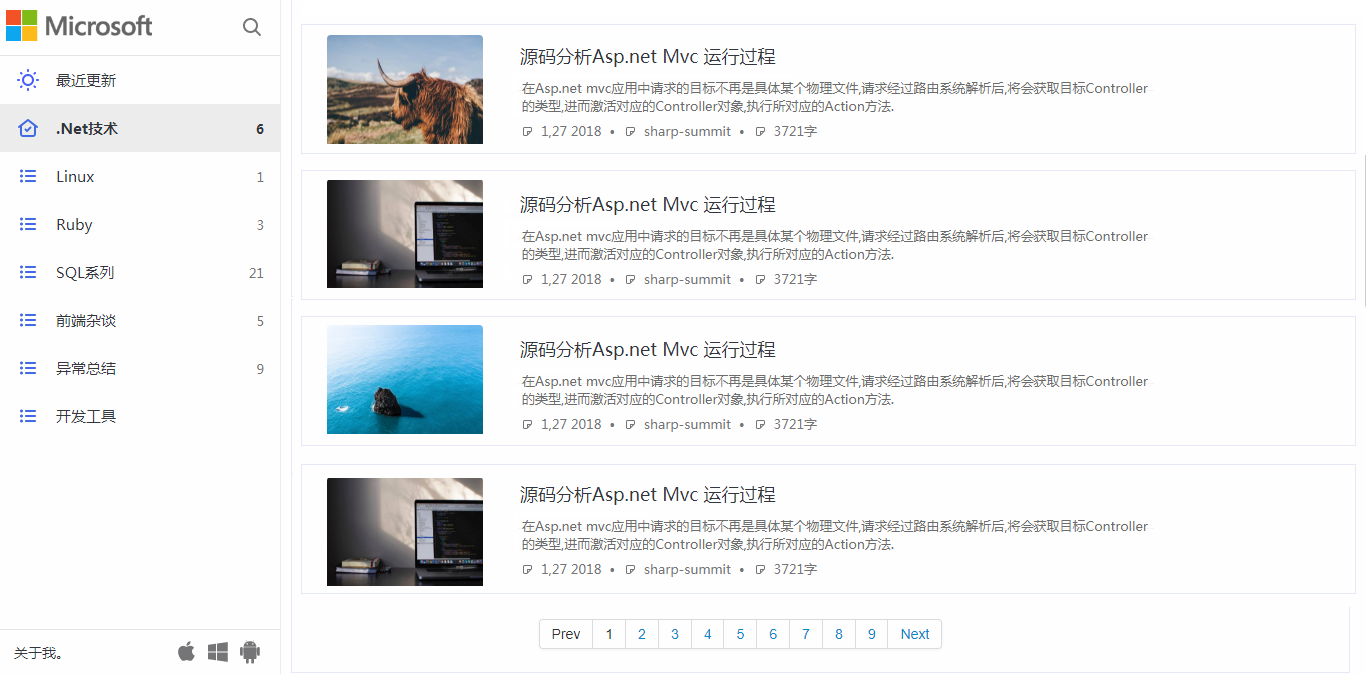 Microsoft
最近更新
.Net技术 6
Linux 1
Ruby 3
SQL系列 21
前端杂谈 5
异常总结 9
开发工具
关于我。
源码分析Asp.net Mvc 运行过程
在Asp.net mvc应用中请求的目标不再是具体某个物理文件,请求经过路由系统解析后,将会获取目标Controller
的类型,进而激活对应的Controller对象,执行所对应的Action方法.
1,27 2018 • sharp-summit • 3721字
源码分析Asp.net Mvc 运行过程
在Asp.net mvc应用中请求的目标不再是具体某个物理文件,请求经过路由系统解析后,将会获取目标Controller
的类型,进而激活对应的Controller对象,执行所对应的Action方法.
1,27 2018 • sharp-summit • 3721字
源码分析Asp.net Mvc 运行过程
在Asp.net mvc应用中请求的目标不再是具体某个物理文件,请求经过路由系统解析后,将会获取目标Controller
的类型,进而激活对应的Controller对象,执行所对应的Action方法.
1,27 2018 • sharp-summit • 3721字
源码分析Asp.net Mvc 运行过程
在Asp.net mvc应用中请求的目标不再是具体某个物理文件,请求经过路由系统解析后,将会获取目标Controller
的类型,进而激活对应的Controller对象,执行所对应的Action方法.
1,27 2018 • sharp-summit • 3721字
Prev 1 2 3 4 5 6 7 8 9 Next